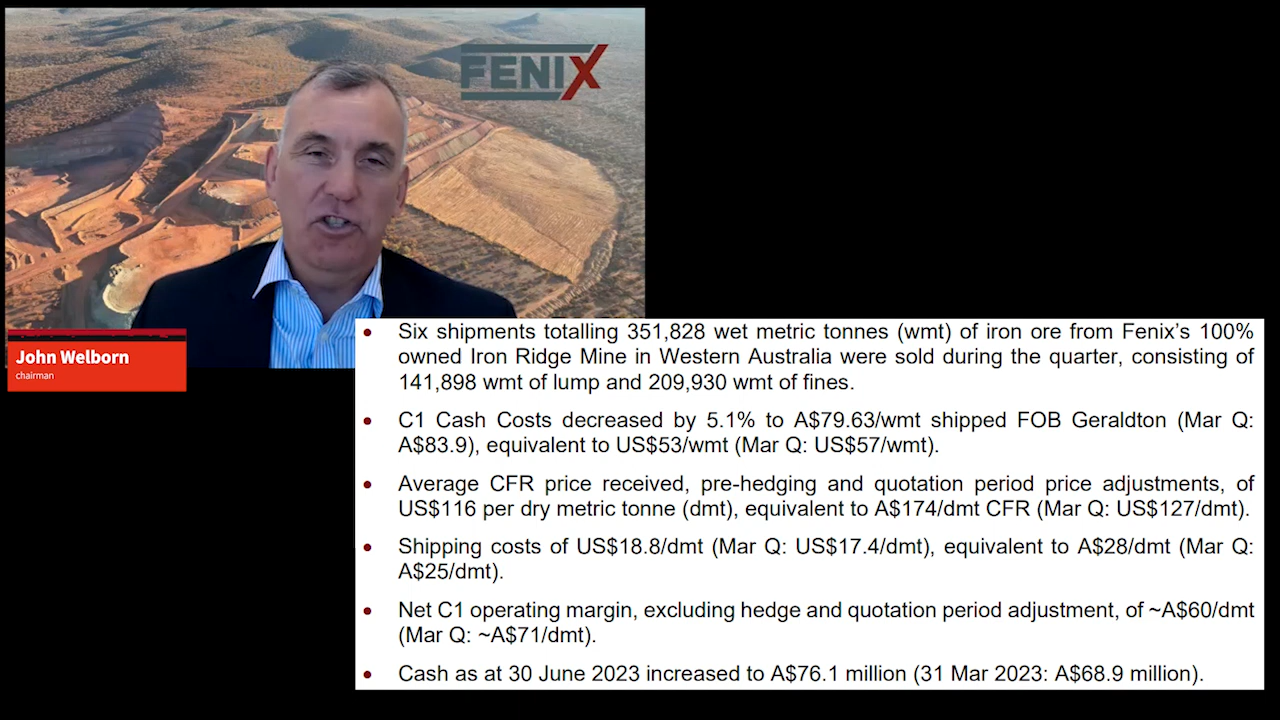 FENIX
John Welborn
chairman
• Six shipments totalling 351,828 wet metric tonnes (wmt) of iron ore from Fenix's 100%
owned Iron Ridge Mine in Western Australia were sold during the quarter, consisting of
141,898 wmt of lump and 209,930 wmt of fines.
• C1 Cash Costs decreased by 5.1% to A$79.63/wmt shipped FOB Geraldton (Mar Q:
A$83.9), equivalent to US$53/wmt (Mar Q: US$57/wmt).
• Average CFR price received, pre-hedging and quotation period price adjustments, of
US$116 per dry metric tonne (dmt), equivalent to A$174/dmt CFR (Mar Q: US$127/dmt).
• Shipping costs of US$18.8/dmt (Mar Q: US$17.4/dmt), equivalent to A$28/dmt (Mar Q:
A$25/dmt).
• Net C1 operating margin, excluding hedge and quotation period adjustment, of ~A$60/dmt
(Mar Q: ~A$71/dmt).
• Cash as at 30 June 2023 increased to A$76.1 million (31 Mar 2023: A$68.9 million).